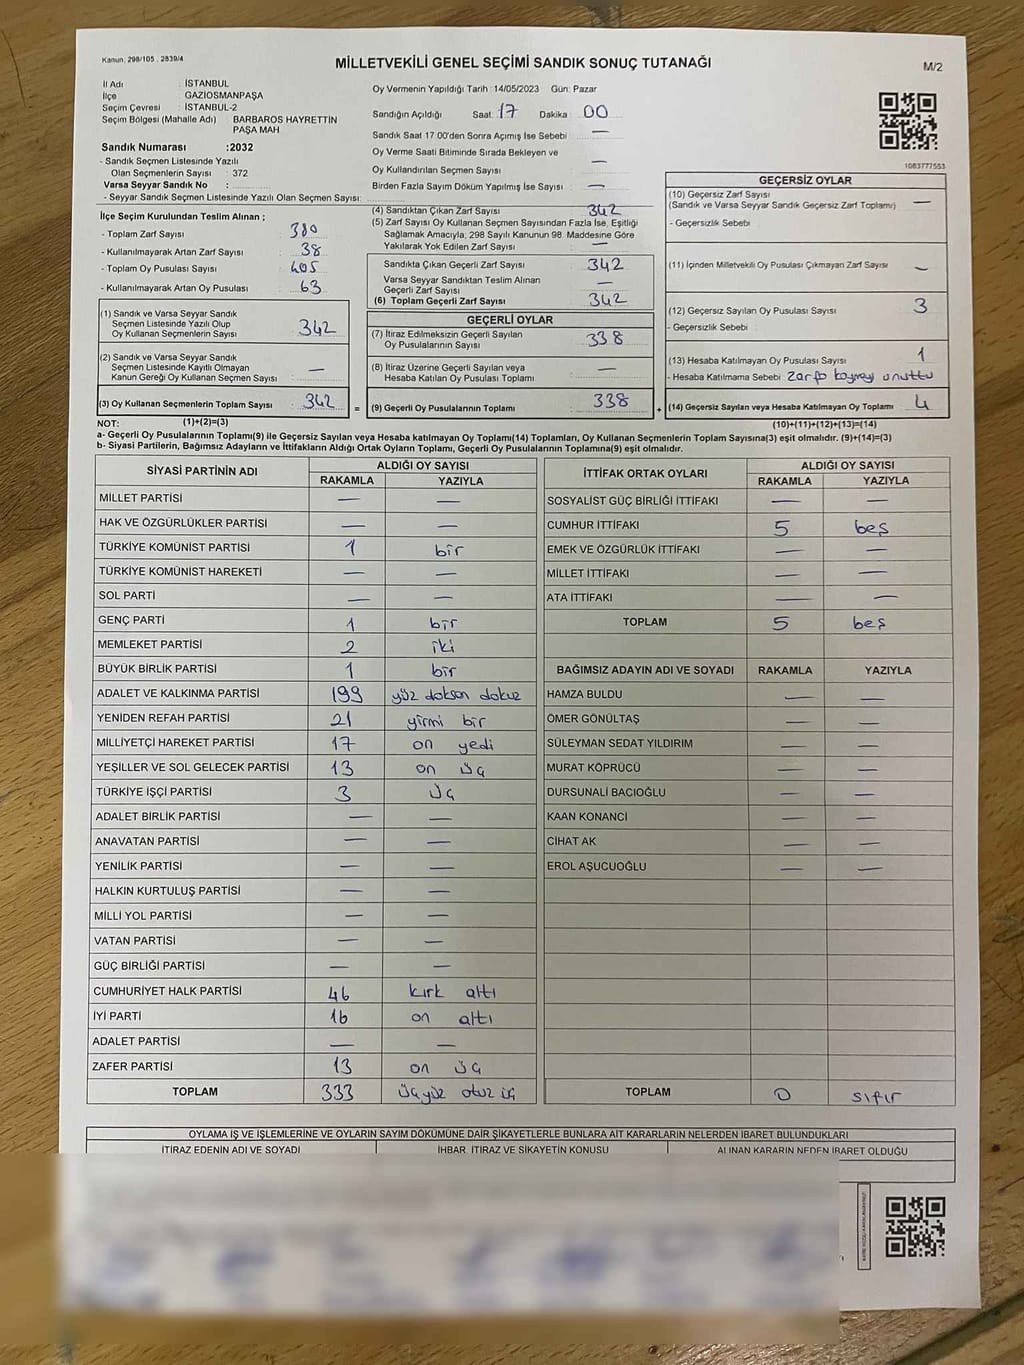 Kanun, 298/105 . 2839/4
MİLLETVEKİLİ GENEL SEÇİMİ SANDIK SONUÇ TUTANAĞI
M/2
İl Adı : İSTANBUL
İlçe GAZİOSMANPAŞA
Seçim Çevresi : İSTANBUL-2
Seçim Bölgesi (Mahalle Adı) BARBAROS HAYRETTİN
PAŞA MAH
Sandık Numarası :2032
- Sandık Seçmen Listesinde Yazılı
Olan Seçmenlerin Sayısı : 372
Varsa Seyyar Sandık No :
- Seyyar Sandık Seçmen Listesinde Yazılı Olan Seçmen Sayısı:
Oy Vermenin Yapıldığı Tarih :14/05/2023 Gün: Pazar
Sandığın Açıldığı Saat: 17 Dakika 00
Sandık Saat 17 00'den Sonra Açımış İse Sebebi —
Oy Verme Saati Bitiminde Sırada Bekleyen ve
Oy Kullandırılan Seçmen Sayısı —
Birden Fazla Sayım Döküm Yapılmış İse Sayısı —
1083777553
İlçe Seçim Kurulundan Teslim Alınan ;
- Toplam Zarf Sayısı : 380
- Kullanılmayarak Artan Zarf Sayısı : 38
- Toplam Oy Pusulası Sayısı : 405
- Kullanılmayarak Artan Oy Pusulası : 63
(1) Sandık ve Varsa Seyyar Sandık
Seçmen Listesinde Yazılı Olup
Oy Kullanan Seçmenlerin Sayısı : 342
(2) Sandık ve Varsa Seyyar Sandık
Seçmen Listesinde Kayıtlı Olmayan
Kanun Gereği Oy Kullanan Seçmen Sayısı : —
(3) Oy Kullanan Seçmenlerin Toplam Sayısı : 342 =
(4) Sandıktan Çıkan Zarf Sayısı 342
(5) Zarf Sayısı Oy Kullanan Seçmen Sayısından Fazla İse, Eşitliği
Sağlamak Amacıyla, 298 Sayılı Kanunun 98. Maddesine Göre
Yakılarak Yok Edilen Zarf Sayısı —
Sandıkta Çıkan Geçerli Zarf Sayısı 342
Varsa Seyyar Sandıktan Teslim Alınan
Geçerli Zarf Sayısı —
(6) Toplam Geçerli Zarf Sayısı : 342
GEÇERLİ OYLAR
(7) İtiraz Edilmeksizin Geçerli Sayılan
Oy Pusulalarının Sayısı : 338
(8) İtiraz Üzerine Geçerli Sayılan veya
Hesaba Katılan Oy Pusulası Toplamı : —
(9) Geçerli Oy Pusulalarının Toplamı : 338 +
GEÇERSİZ OYLAR
(10) Geçersiz Zarf Sayısı
(Sandık ve Varsa Seyyar Sandık Geçersiz Zarf Toplamı) —
- Geçersizlik Sebebi
(11) İçinden Milletvekili Oy Pusulası Çıkmayan Zarf Sayısı —
(12) Geçersiz Sayılan Oy Pusulası Sayısı 3
- Geçersizlik Sebebi
(13) Hesaba Katılmayan Oy Pusulası Sayısı 1
- Hesaba Katılmama Sebebi zarfa koymayı unuttu
(14) Geçersiz Sayılan veya Hesaba Katılmayan Oy Toplamı 4
NOT: (1)+(2)=(3) (10)+(11)+(12)+(13)=(14)
a- Geçerli Oy Pusulalarının Toplamı(9) ile Geçersiz Sayılan veya Hesaba katılmayan Oy Toplamı(14) Toplamları, Oy Kullanan Seçmenlerin Toplam Sayısına(3) eşit olmalıdır. (9)+(14)=(3)
b- Siyasi Partilerin, Bağımsız Adayların ve İttifakların Aldığı Ortak Oyların Toplamı, Geçerli Oy Pusulalarının Toplamına(9) eşit olmalıdır.
SİYASİ PARTİNİN ADI ALDIĞI OY SAYISI
RAKAMLA YAZIYLA
MİLLET PARTİSİ — —
HAK VE ÖZGÜRLÜKLER PARTİSİ — —
TÜRKİYE KOMÜNİST PARTİSİ 1 bir
TÜRKİYE KOMÜNİST HAREKETİ — —
SOL PARTİ — —
GENÇ PARTİ 1 bir
MEMLEKET PARTİSİ 2 iki
BÜYÜK BİRLİK PARTİSİ 1 bir
ADALET VE KALKINMA PARTİSİ 199 yüz doksan dokuz
YENİDEN REFAH PARTİSİ 21 yirmi bir
MİLLİYETÇİ HAREKET PARTİSİ 17 on yedi
YEŞİLLER VE SOL GELECEK PARTİSİ 13 on üç
TÜRKİYE İŞÇİ PARTİSİ 3 üç
ADALET BİRLİK PARTİSİ — —
ANAVATAN PARTİSİ — —
YENİLİK PARTİSİ — —
HALKIN KURTULUŞ PARTİSİ — —
MİLLİ YOL PARTİSİ — —
VATAN PARTİSİ — —
GÜÇ BİRLİĞİ PARTİSİ — —
CUMHURİYET HALK PARTİSİ 46 kırk altı
İYİ PARTİ 16 on altı
ADALET PARTİSİ — —
ZAFER PARTİSİ 13 on üç
TOPLAM 333 üçyüz otuz üç
İTTİFAK ORTAK OYLARI ALDIĞI OY SAYISI
RAKAMLA YAZIYLA
SOSYALİST GÜÇ BİRLİĞİ İTTİFAKI — —
CUMHUR İTTİFAKI 5 beş
EMEK VE ÖZGÜRLÜK İTTİFAKI — —
MİLLET İTTİFAKI — —
ATA İTTİFAKI — —
TOPLAM 5 beş
BAĞIMSIZ ADAYIN ADI VE SOYADI RAKAMLA YAZIYLA
HAMZA BULDU — —
ÖMER GÖNÜLTAŞ — —
SÜLEYMAN SEDAT YILDIRIM — —
MURAT KÖPRÜCÜ — —
DURSUNALİ BACIOĞLU — —
KAAN KONANCİ — —
CİHAT AK — —
EROL AŞUCUOĞLU — —
TOPLAM 0 sıfır
OYLAMA İŞ VE İŞLEMLERİNE VE OYLARIN SAYIM DÖKÜMÜNE DAİR ŞİKAYETLERLE BUNLARA AİT KARARLARIN NELERDEN İBARET BULUNDUKLARI
İTİRAZ EDENİN ADI VE SOYADI İHBAR İTİRAZ VE ŞİKAYETİN KONUSU ALINAN KARARIN NEDEN İBARET OLDUĞU